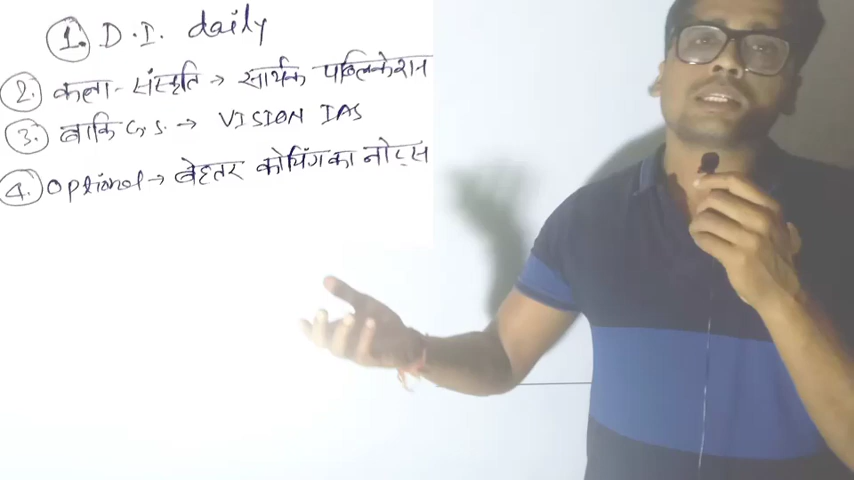 1. D.I. daily
2. कला-संस्कृति → सार्थक पब्लिकेशन
3. बाकि G.S. → VISION IAS
4. Optional → बेहतर कोचिंग का नोट्स